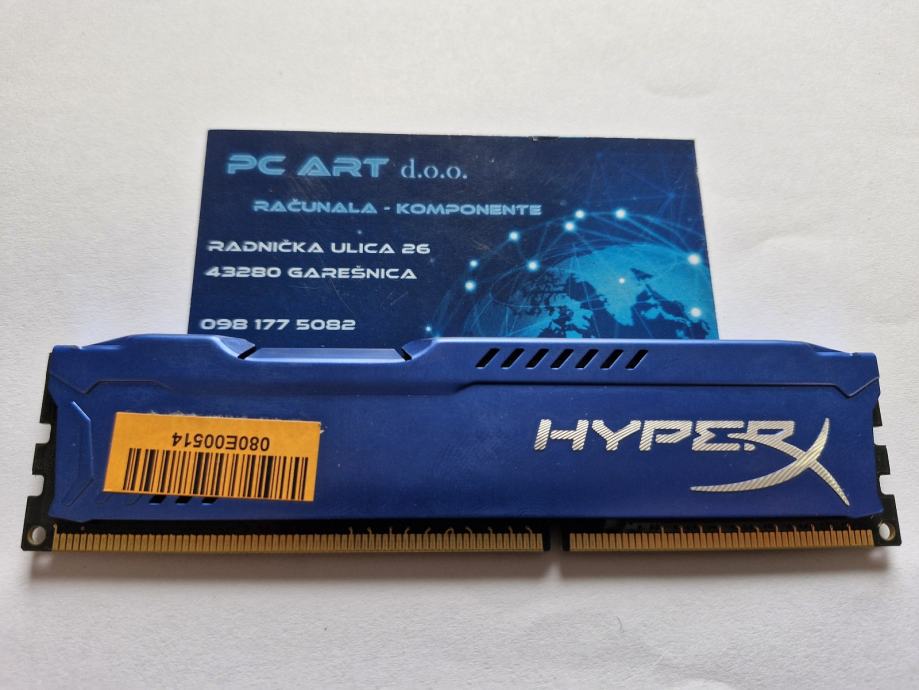 PC ART d.o.o.
RAČUNALA - KOMPONENTE
RADNIČKA ULICA 26
43280 GAREŠNICA
098 177 5082
080E00514
HYPERX